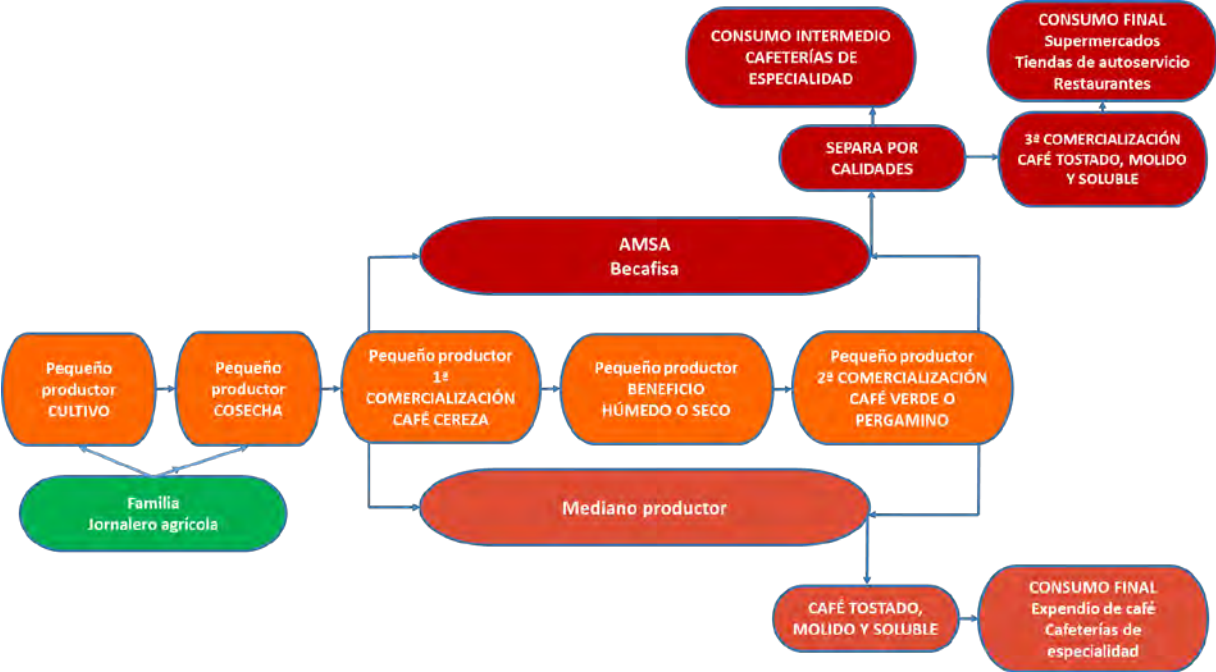 CONSUMO INTERMEDIO
CAFETERÍAS DE
ESPECIALIDAD
CONSUMO FINAL
Supermercados
Tiendas de autoservicio
Restaurantes
SEPARA POR
CALIDADES
3ª COMERCIALIZACIÓN
CAFÉ TOSTADO, MOLIDO
Y SOLUBLE
AMSA
Becafisa
Pequeño
productor
CULTIVO
Pequeño
productor
COSECHA
Pequeño productor
1ª
COMERCIALIZACIÓN
CAFÉ CEREZA
Pequeño productor
BENEFICIO
HÚMEDO O SECO
Pequeño productor
2ª COMERCIALIZACIÓN
CAFÉ VERDE O
PERGAMINO
Familia
Jornalero agrícola
Mediano productor
CAFÉ TOSTADO,
MOLIDO Y SOLUBLE
CONSUMO FINAL
Expendio de café
Cafeterías de
especialidad